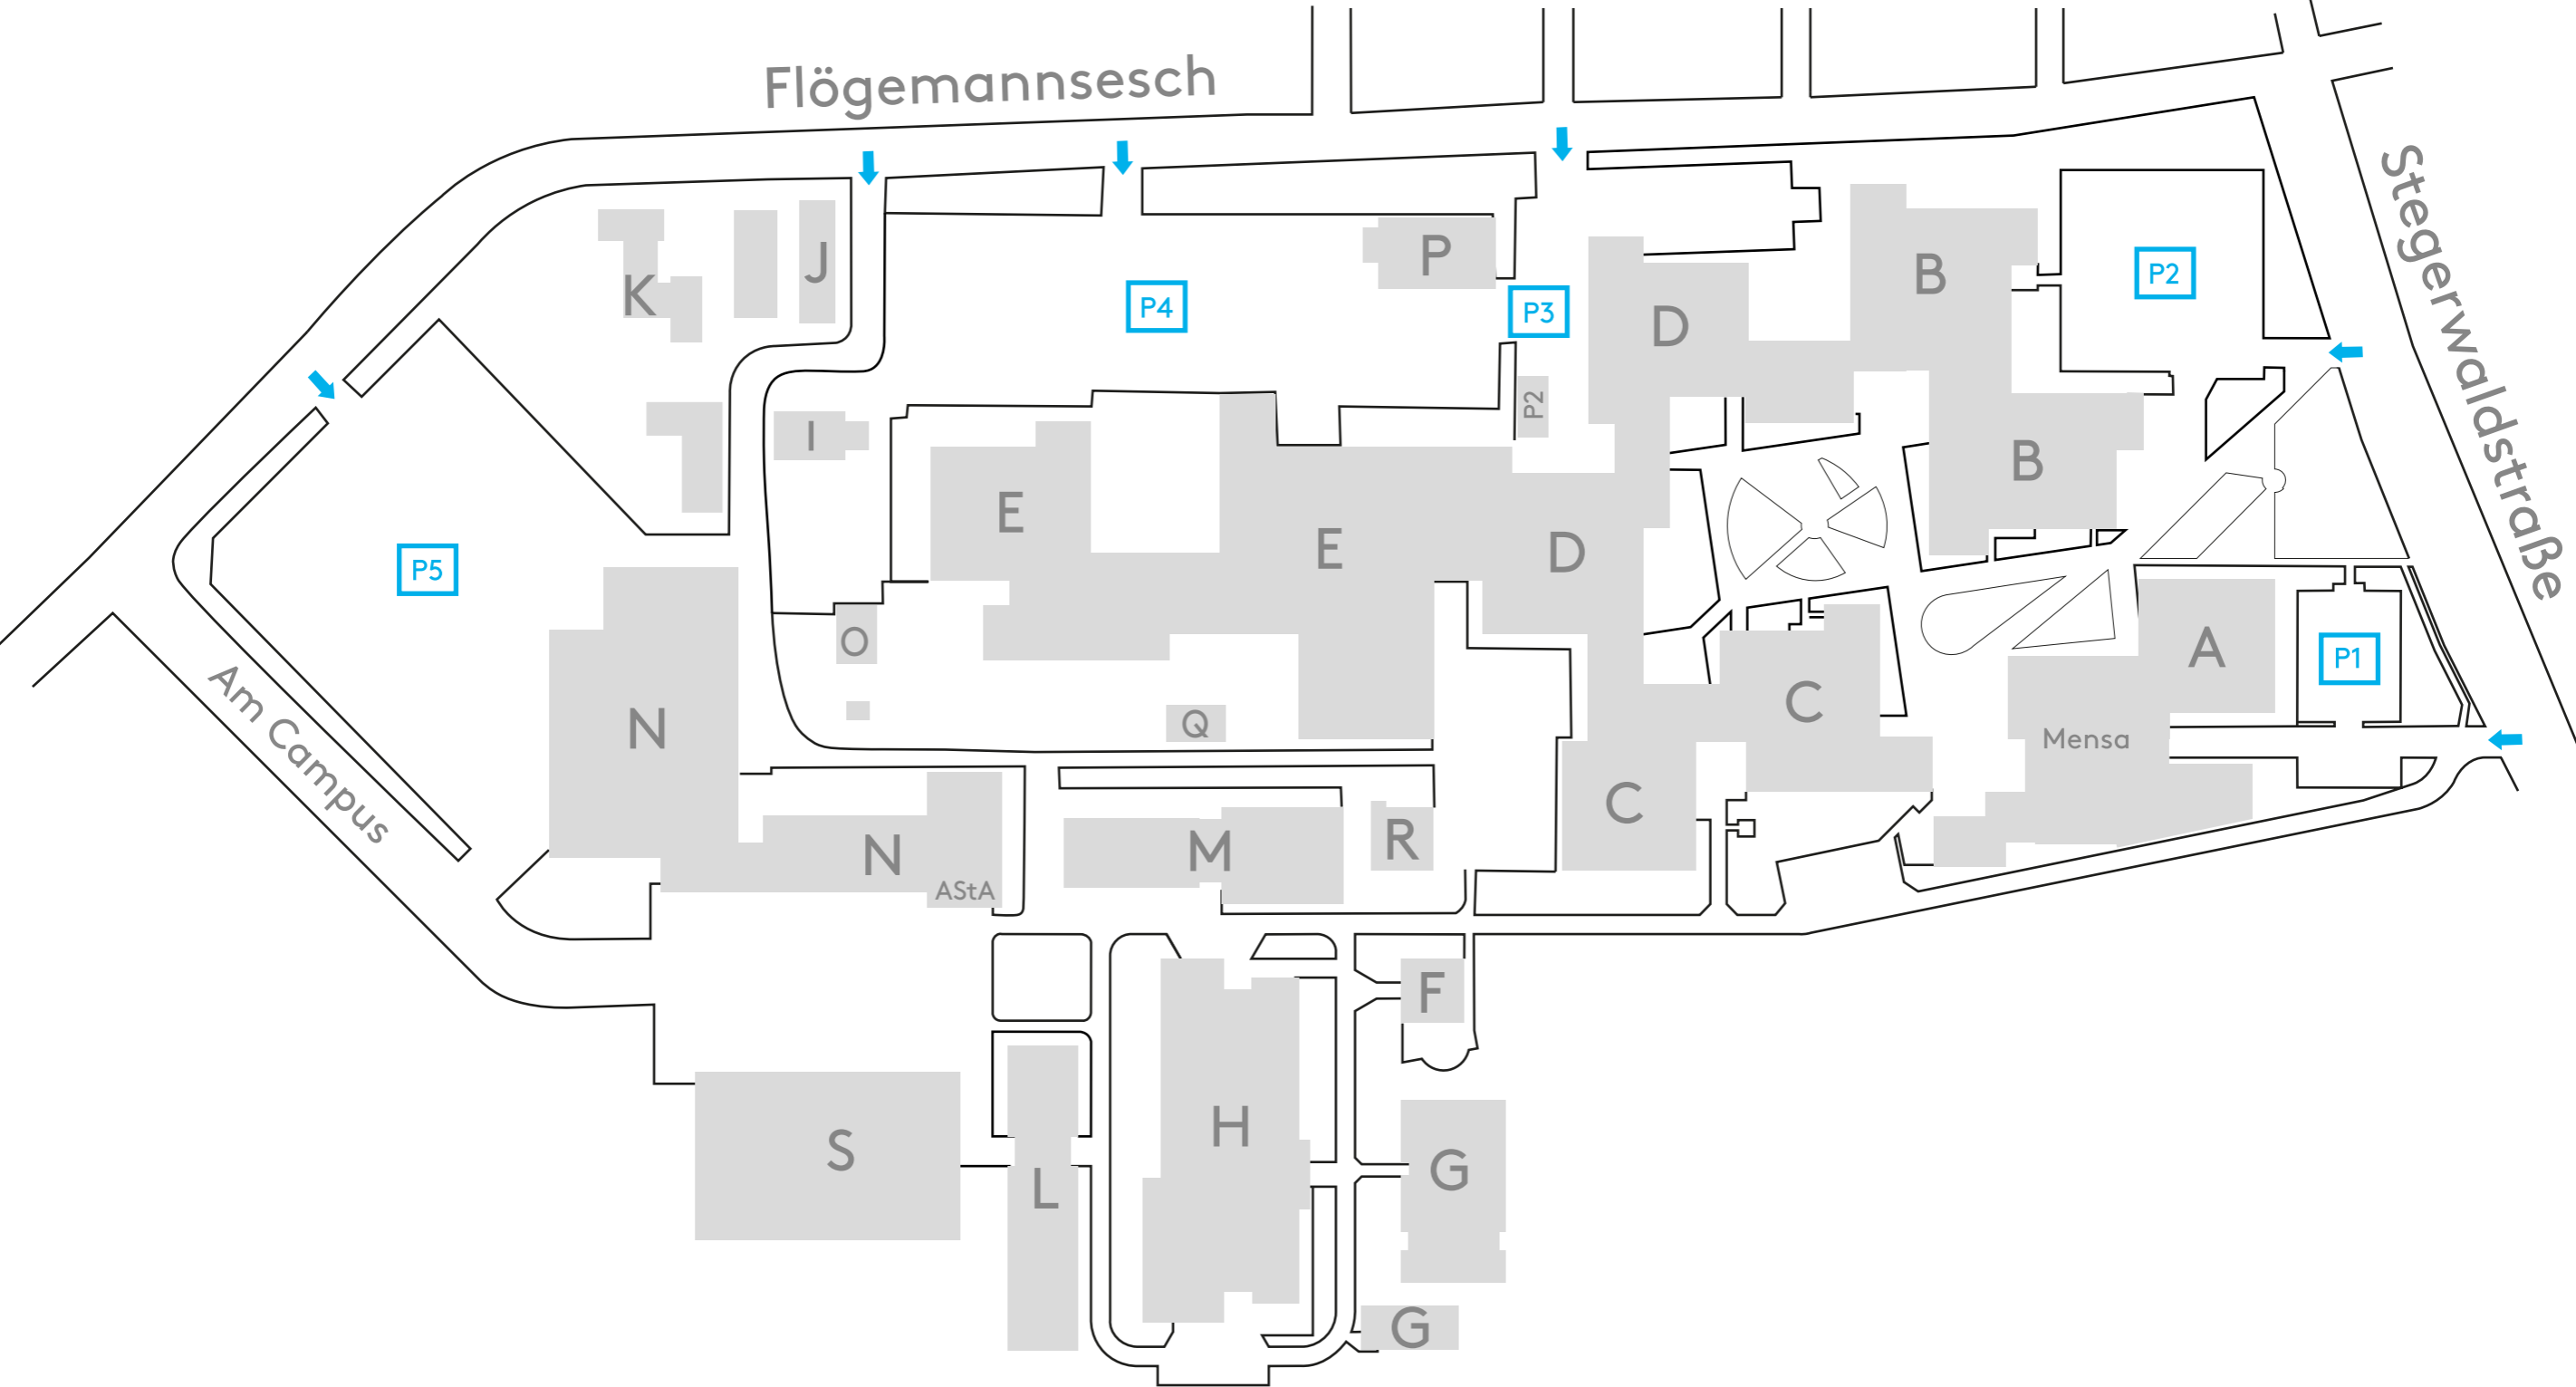 Flögemannsesch
Stegerwaldstraße
Am Campus
K
J
P4
P
P3
D
B
P2
P2
I
E
E
D
B
P5
O
N
Q
C
A
P1
Mensa
C
N
AStA
M
R
F
S
L
H
G
G